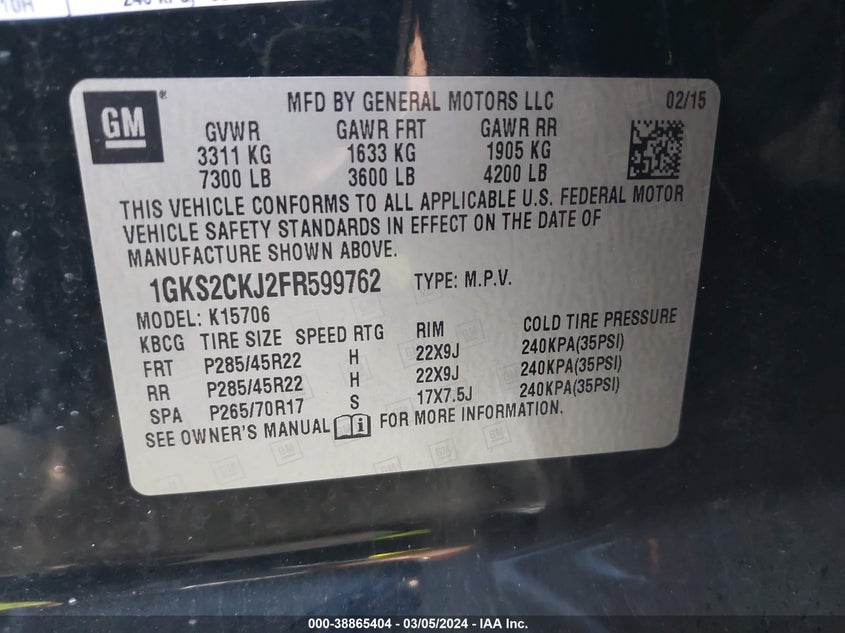 GM
MFD BY GENERAL MOTORS LLC 02/15
GVWR GAWR FRT GAWR RR
3311 KG 1633 KG 1905 KG
7300 LB 3600 LB 4200 LB
THIS VEHICLE CONFORMS TO ALL APPLICABLE U.S. FEDERAL MOTOR
VEHICLE SAFETY STANDARDS IN EFFECT ON THE DATE OF
MANUFACTURE SHOWN ABOVE.
1GKS2CKJ2FR599762 TYPE: M.P.V.
MODEL: K15706
KBCG TIRE SIZE SPEED RTG RIM COLD TIRE PRESSURE
FRT P285/45R22 H 22X9J 240KPA(35PSI)
RR P285/45R22 H 22X9J 240KPA(35PSI)
SPA P265/70R17 S 17X7.5J 240KPA(35PSI)
SEE OWNER'S MANUAL FOR MORE INFORMATION.
000-38865404 — 03/05/2024 — IAA Inc.